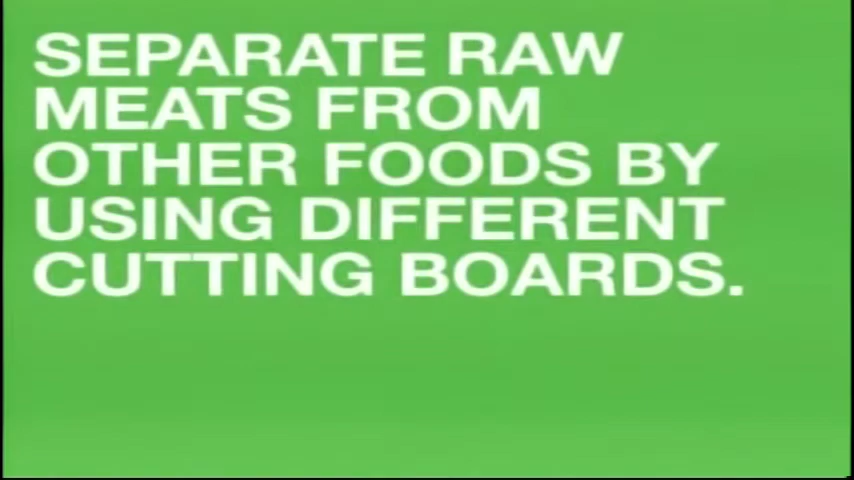 SEPARATE RAW
MEATS FROM
OTHER FOODS BY
USING DIFFERENT
CUTTING BOARDS.